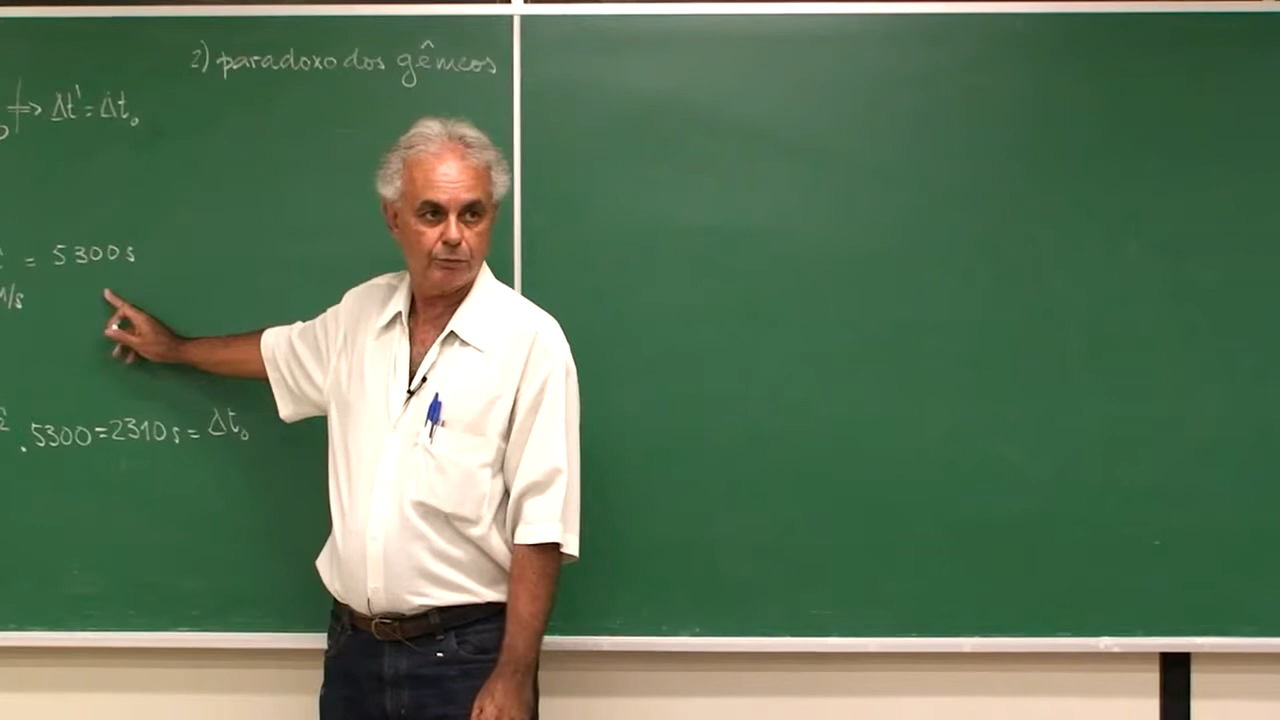 2) paradoxo dos gêmeos
=> Δt' = Δt₀
= 5300 s
M/s
.5300 = 2310 s = Δt₀